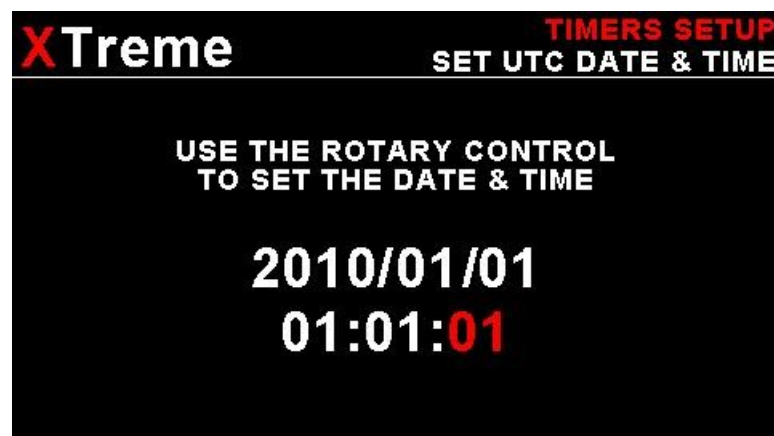 XTreme
TIMERS SETUP
SET UTC DATE & TIME
USE THE ROTARY CONTROL
TO SET THE DATE & TIME
2010/01/01
01:01:01